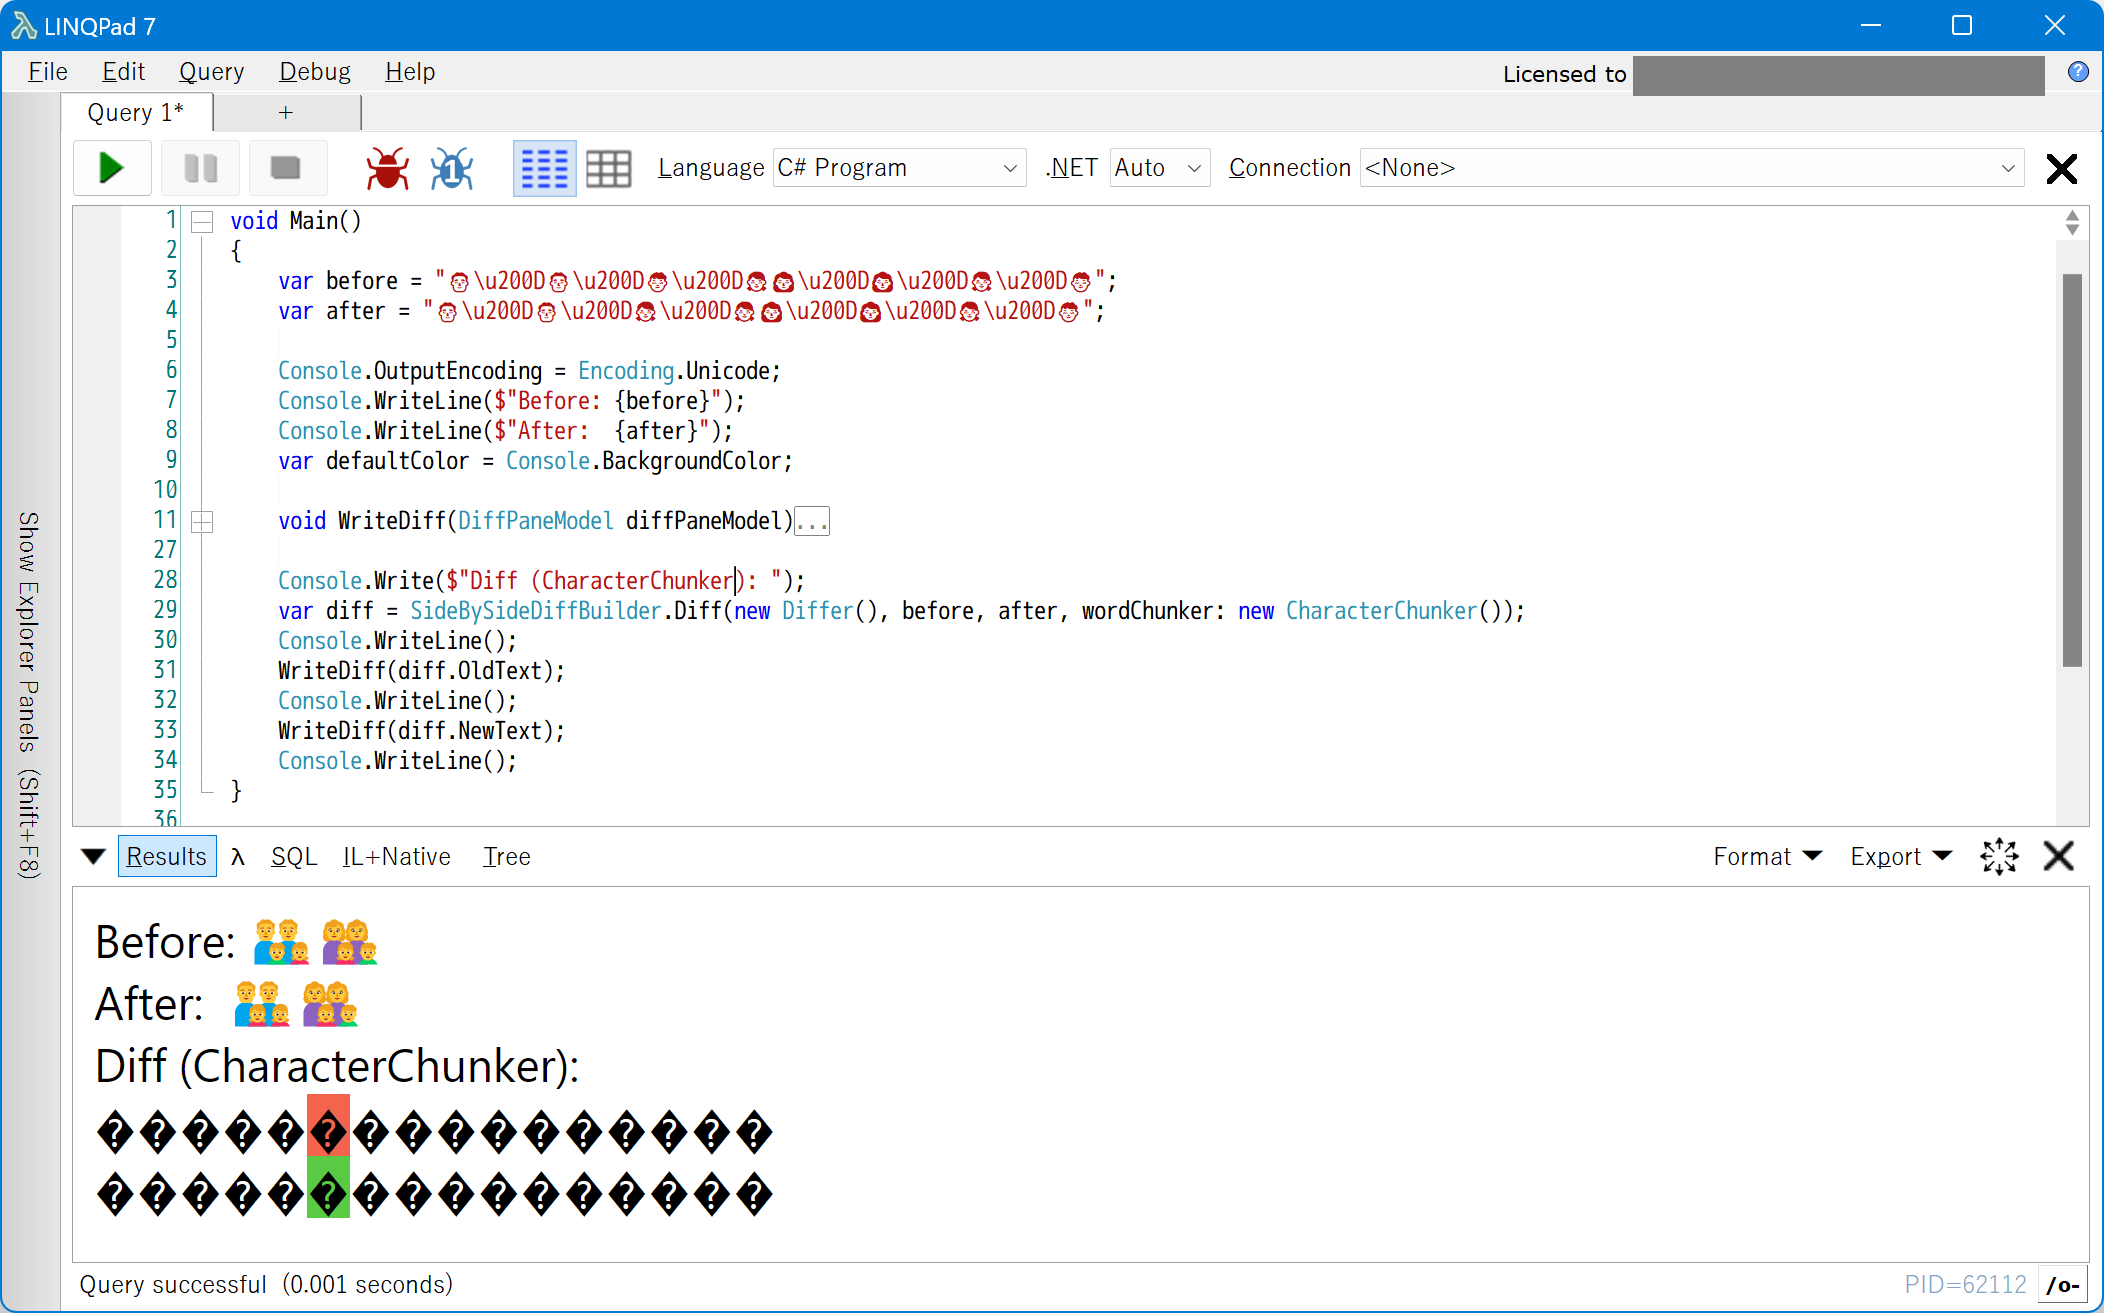 LINQPad 7
File Edit Query Debug Help Licensed to ?
Query 1* +
1 Language C# Program .NET Auto Connection <None>
Show Explorer Panels (Shift+F8)
1 void Main()
2 {
3 var before = "👨\u200D👨\u200D👦\u200D👧👩\u200D👩\u200D👧\u200D👦";
4 var after = "👨\u200D👨\u200D👧\u200D👧👩\u200D👩\u200D👧\u200D👦";
5
6 Console.OutputEncoding = Encoding.Unicode;
7 Console.WriteLine($"Before: {before}");
8 Console.WriteLine($"After:  {after}");
9 var defaultColor = Console.BackgroundColor;
10
11 void WriteDiff(DiffPaneModel diffPaneModel)...
27
28 Console.Write($"Diff (CharacterChunker): ");
29 var diff = SideBySideDiffBuilder.Diff(new Differ(), before, after, wordChunker: new CharacterChunker());
30 Console.WriteLine();
31 WriteDiff(diff.OldText);
32 Console.WriteLine();
33 WriteDiff(diff.NewText);
34 Console.WriteLine();
35 }
36
Results λ SQL IL+Native Tree Format Export
Before: 👨‍👨‍👦‍👧👩‍👩‍👧‍👦
After: 👨‍👨‍👧‍👧👩‍👩‍👧‍👦
Diff (CharacterChunker):
����������������
����������������
Query successful (0.001 seconds) PID=62112 /o-